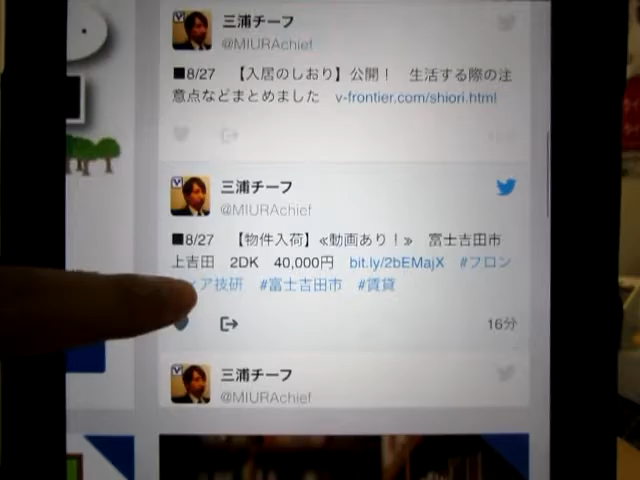 三浦チーフ
@MIURAchief
■8/27 【入居のしおり】公開！ 生活する際の注
意点などまとめました v-frontier.com/shiori.html
三浦チーフ
@MIURAchief
■8/27 【物件入荷】≪動画あり！≫ 富士吉田市
上吉田 2DK 40,000円 bit.ly/2bEMajX #フロン
ィア技研 #富士吉田市 #賃貸
16分
三浦チーフ
@MIURAchief